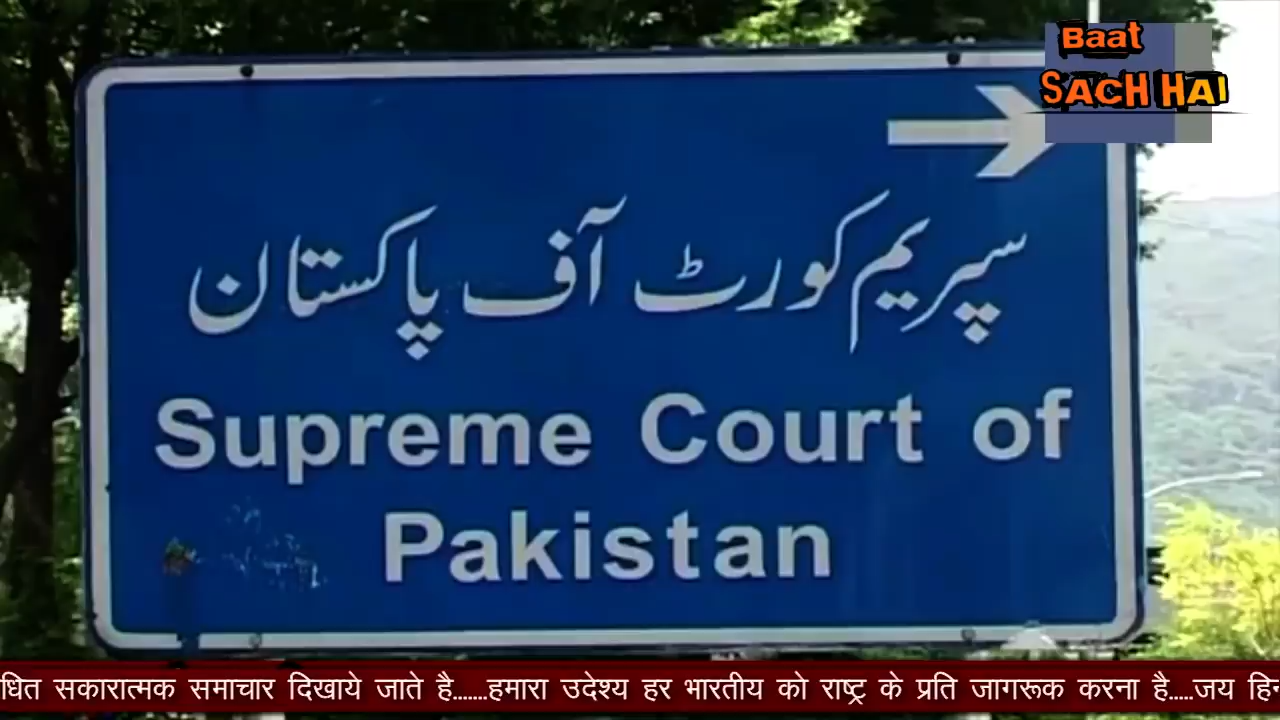 Baat
SACH HAI
سپریم کورٹ آف پاکستان
Supreme Court of
Pakistan
सकारात्मक समाचार दिखाये जाते है......हमारा उदेश्य हर भारतीय को राष्ट्र के प्रति जागरूक करना है.....जय